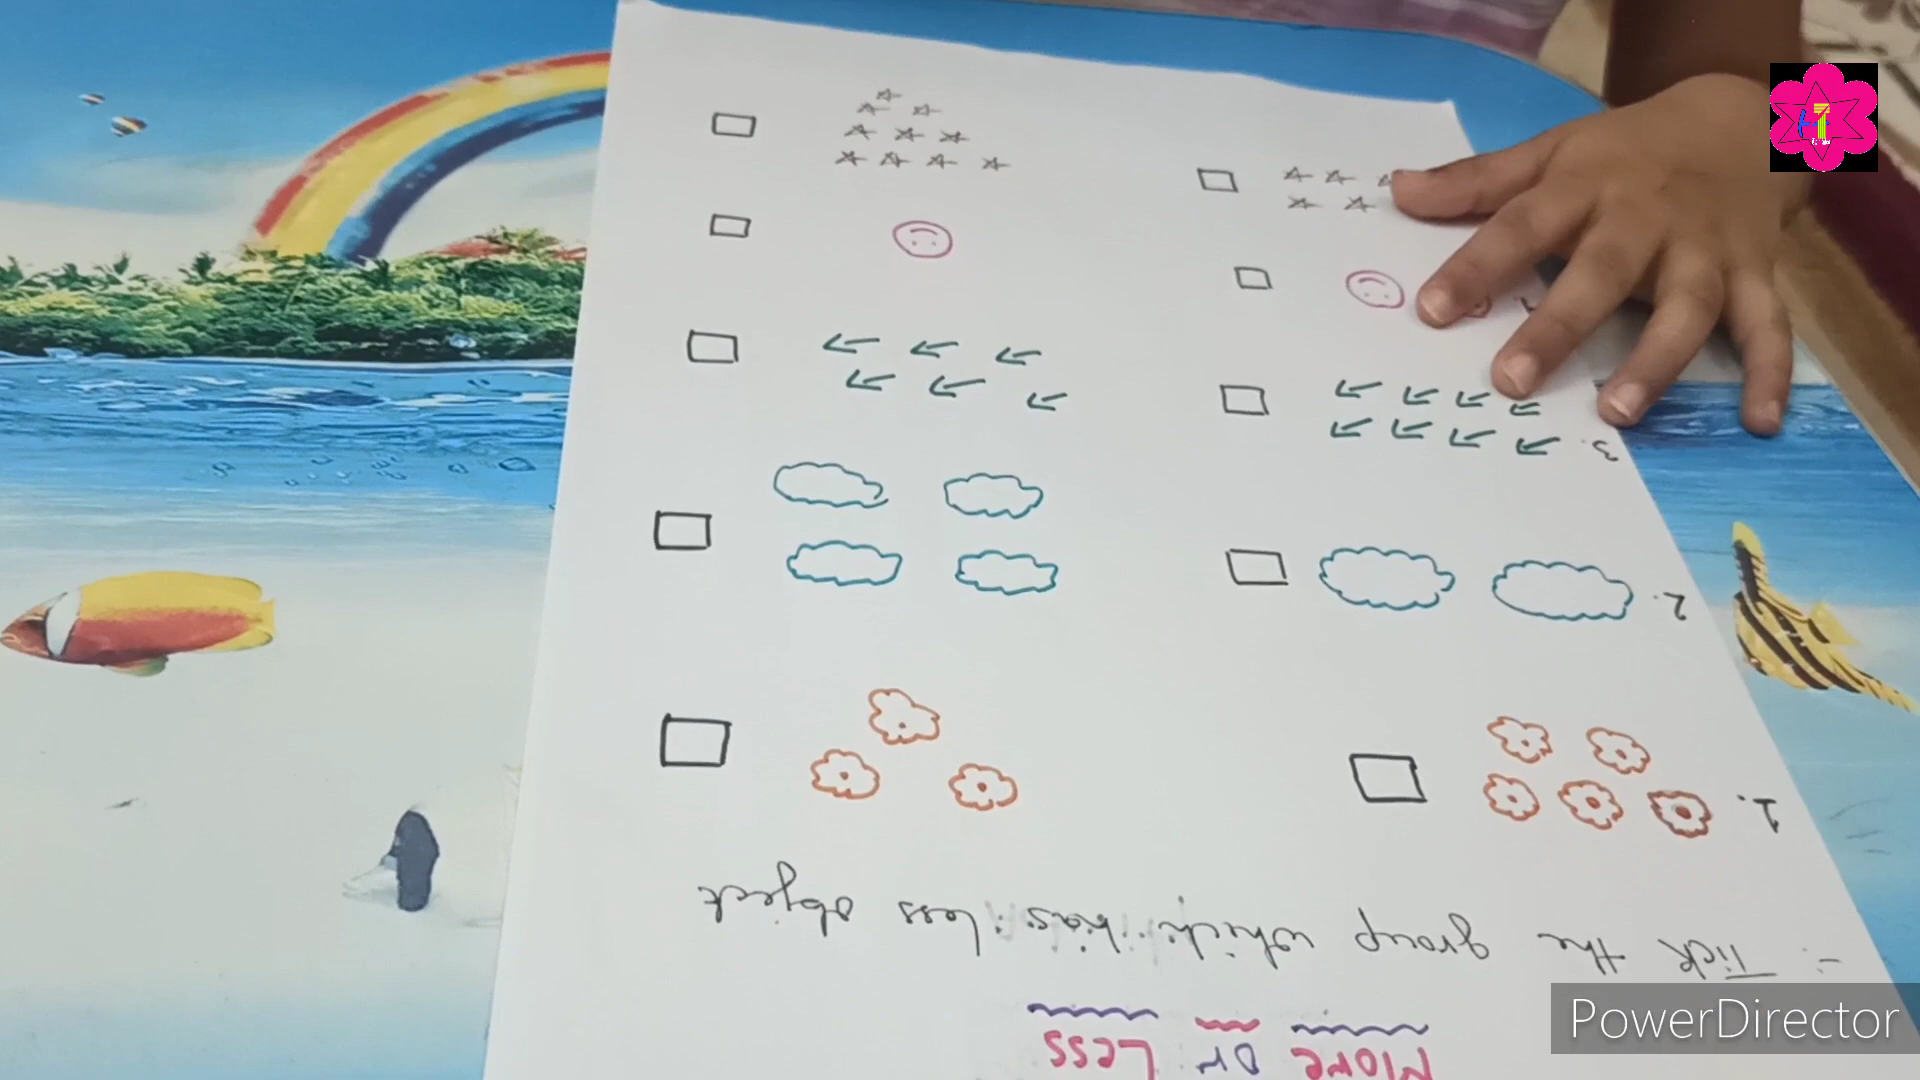 More or Less
÷ Tick the group which has less object
1.
2.
3.
PowerDirector